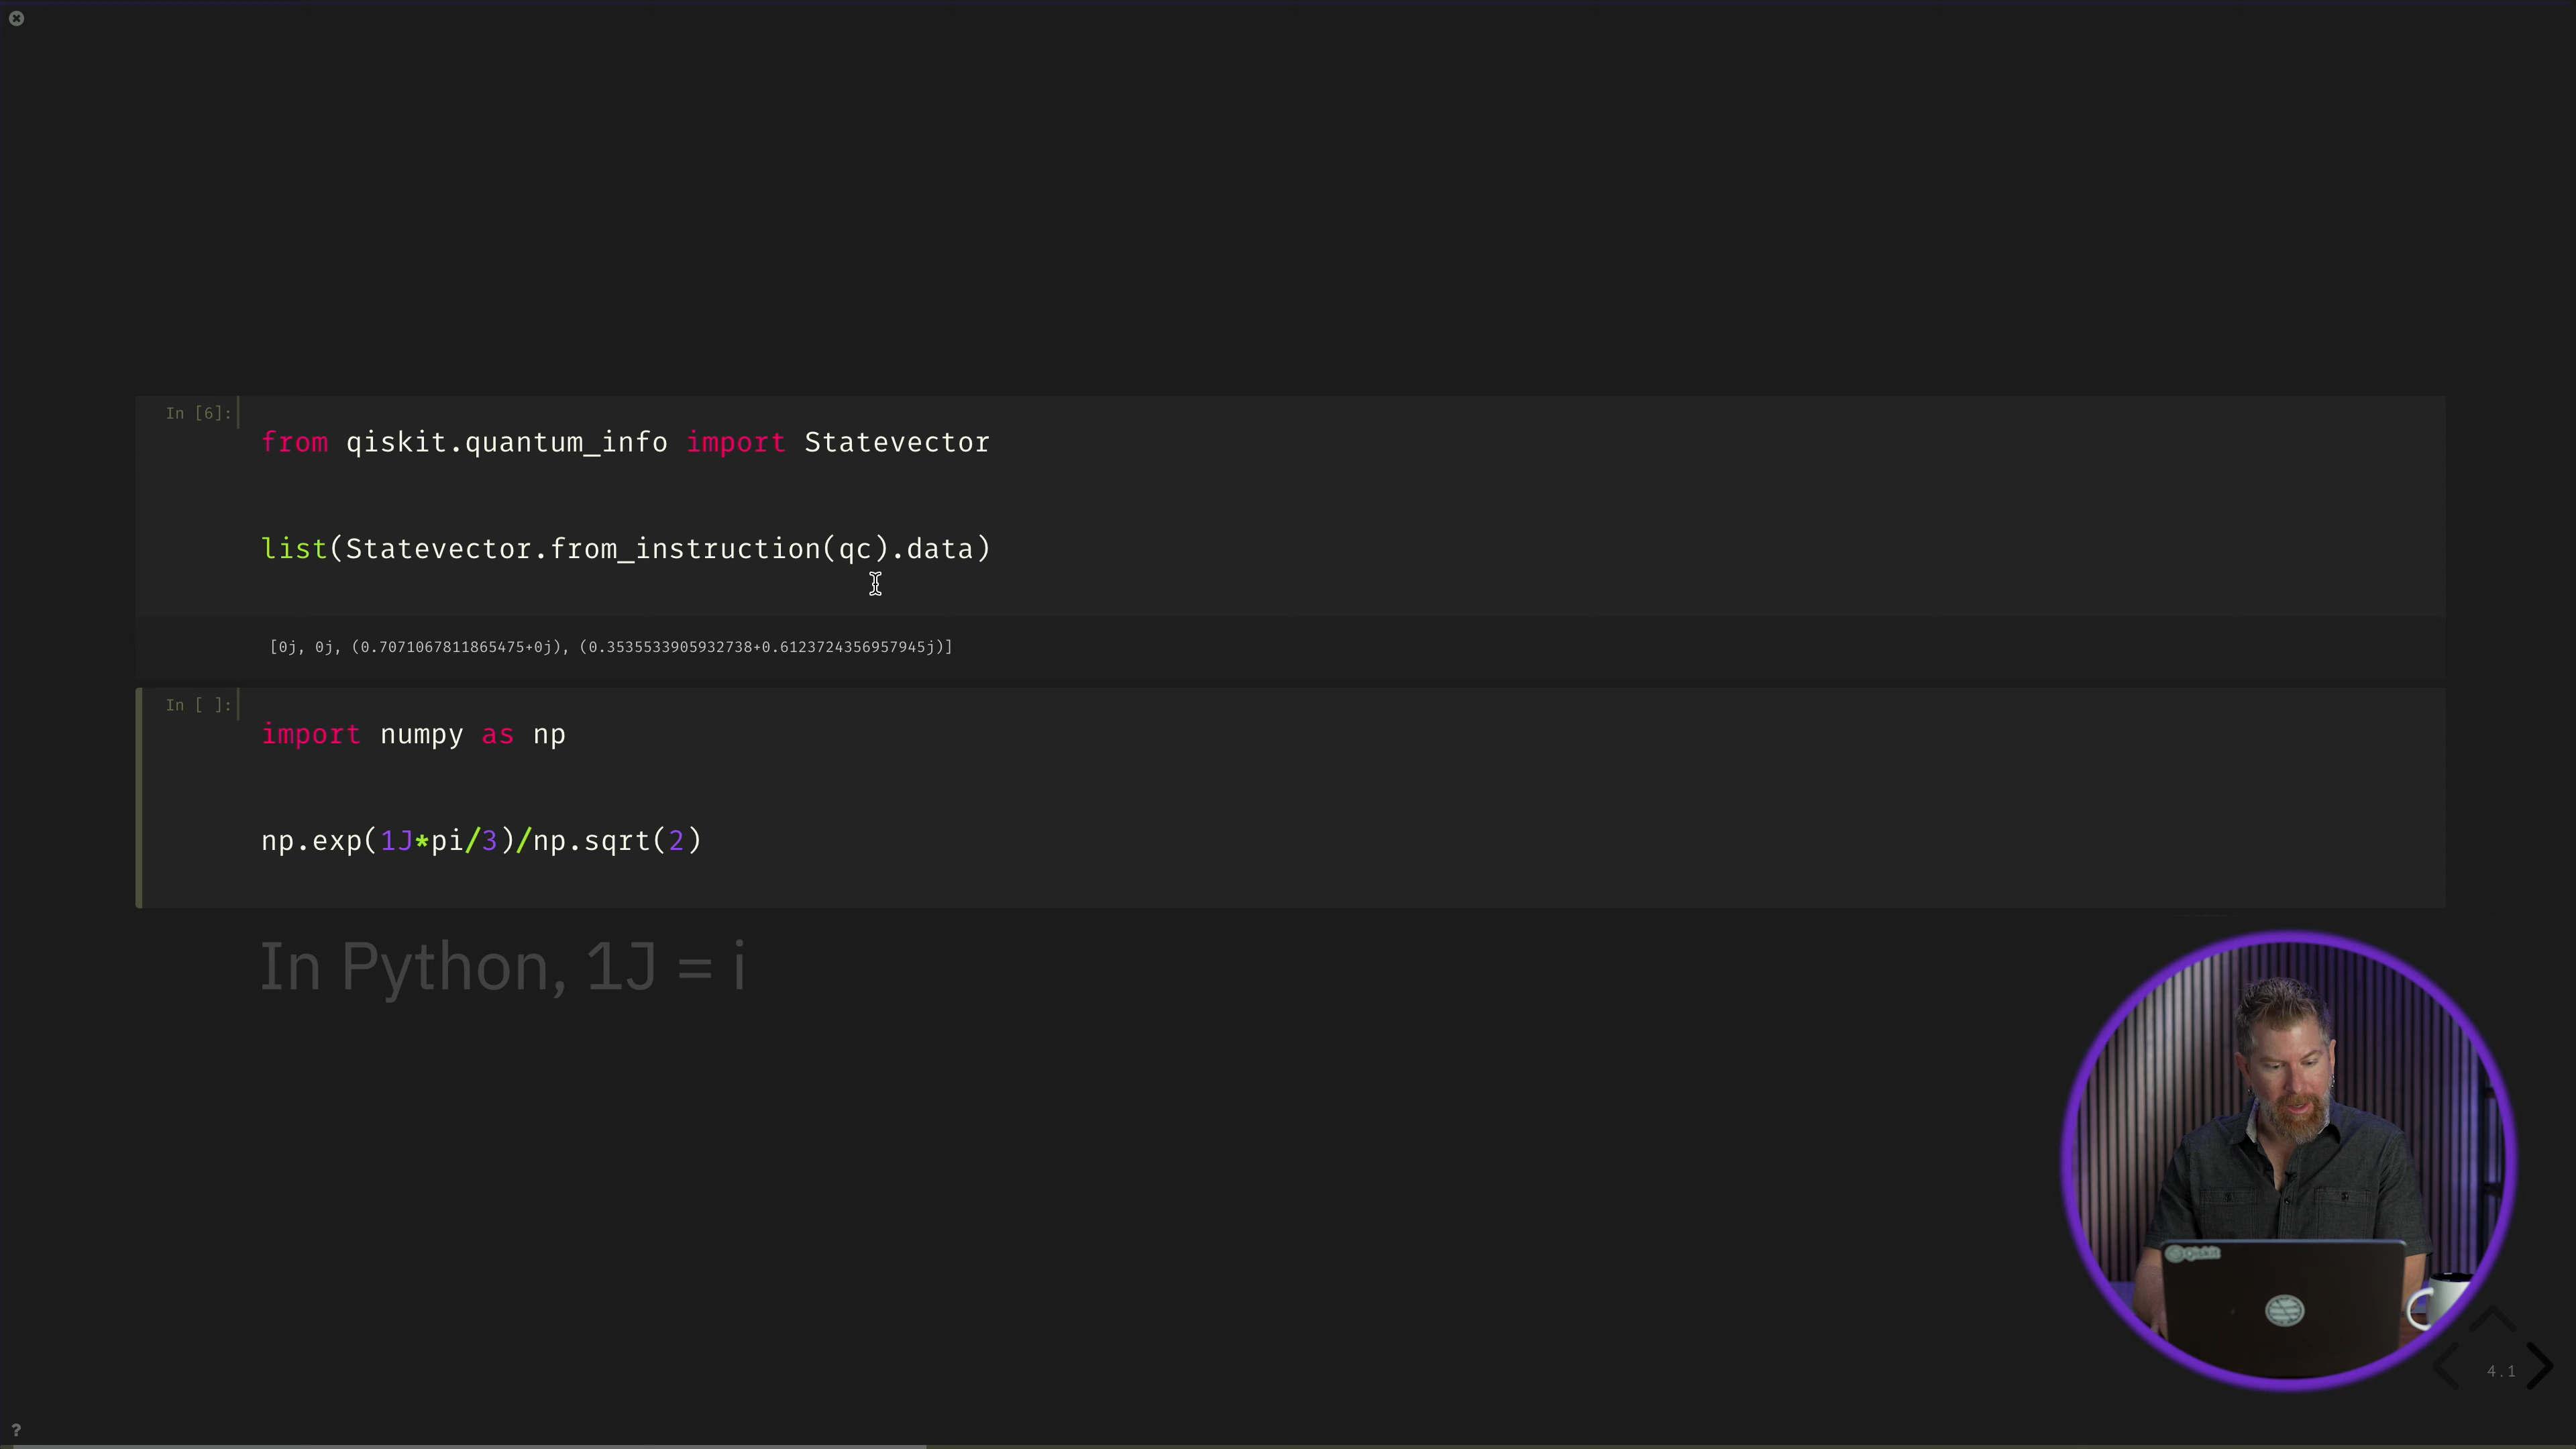 In [6]:
from qiskit.quantum_info import Statevector
list(Statevector.from_instruction(qc).data)
[0j, 0j, (0.7071067811865475+0j), (0.3535533905932738+0.6123724356957945j)]
In [ ]:
import numpy as np
np.exp(1J*pi/3)/np.sqrt(2)
In Python, 1J = i
Qiskit
4.1
?